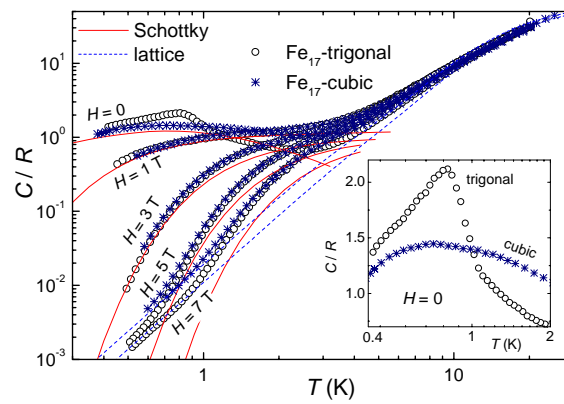 Schottky
lattice
Fe17-trigonal
Fe17-cubic
H = 0
H = 1 T
H = 3 T
H = 5 T
H = 7 T
C / R
10^1
10^0
10^-1
10^-2
10^-3
1
10
T (K)
trigonal
cubic
H = 0
C / R
2.0
1.5
1.0
0.4
1
2
T (K)